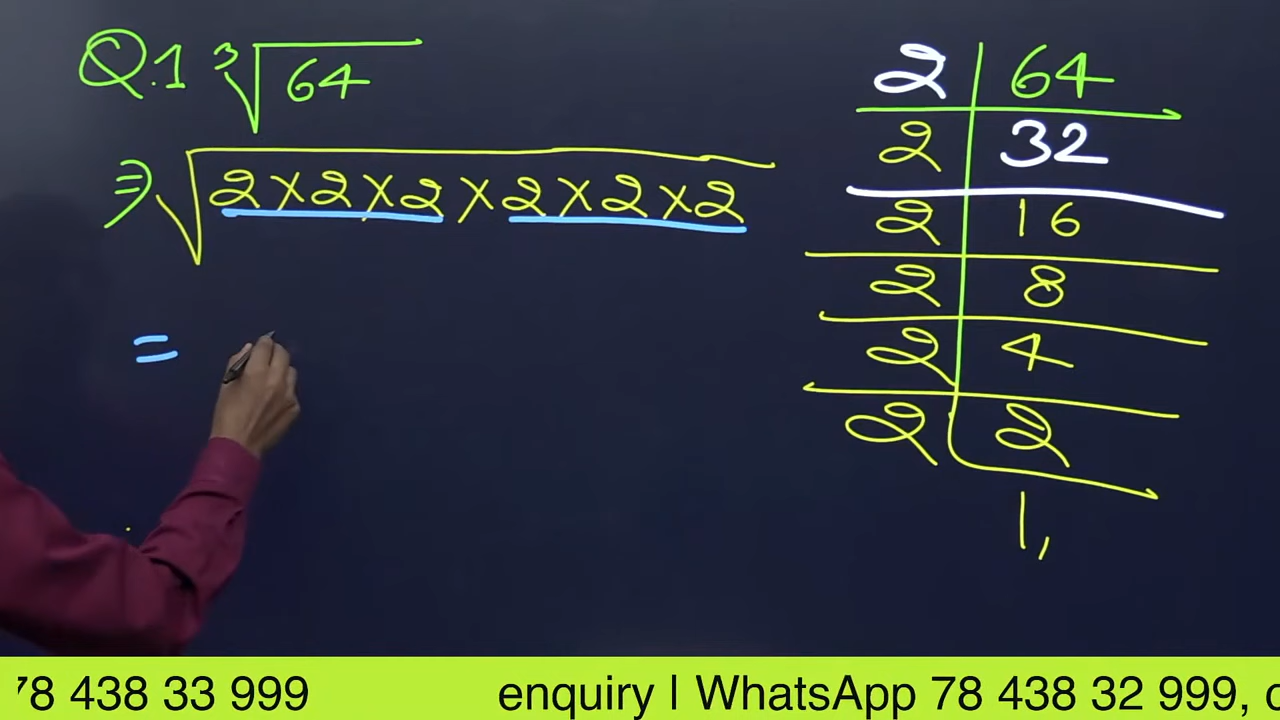 Q.1 ∛64
⇒ √2×2×2×2×2×2
=
2 | 64
2 | 32
2 | 16
2 | 8
2 | 4
2 | 2
1,
78 438 33 999 enquiry | WhatsApp 78 438 32 999, c